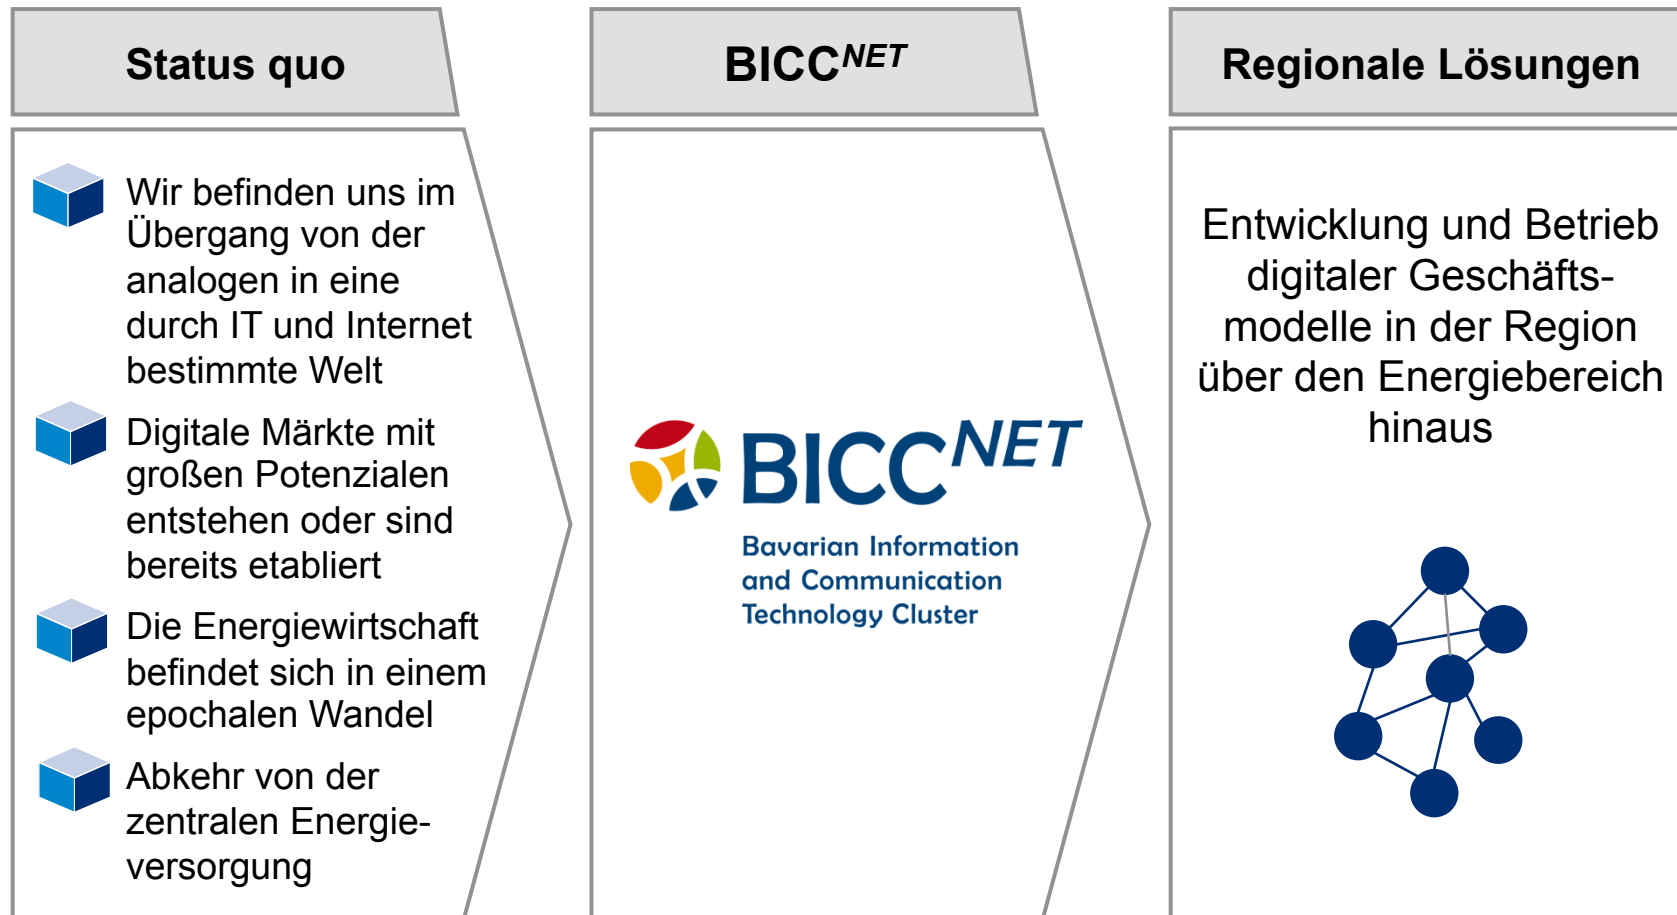 Status quo
Wir befinden uns im
Übergang von der
analogen in eine
durch IT und Internet
bestimmte Welt
Digitale Märkte mit
großen Potenzialen
entstehen oder sind
bereits etabliert
Die Energiewirtschaft
befindet sich in einem
epochalen Wandel
Abkehr von der
zentralen Energie-
versorgung
BICCNET
BICCNET
Bavarian Information
and Communication
Technology Cluster
Regionale Lösungen
Entwicklung und Betrieb
digitaler Geschäfts-
modelle in der Region
über den Energiebereich
hinaus